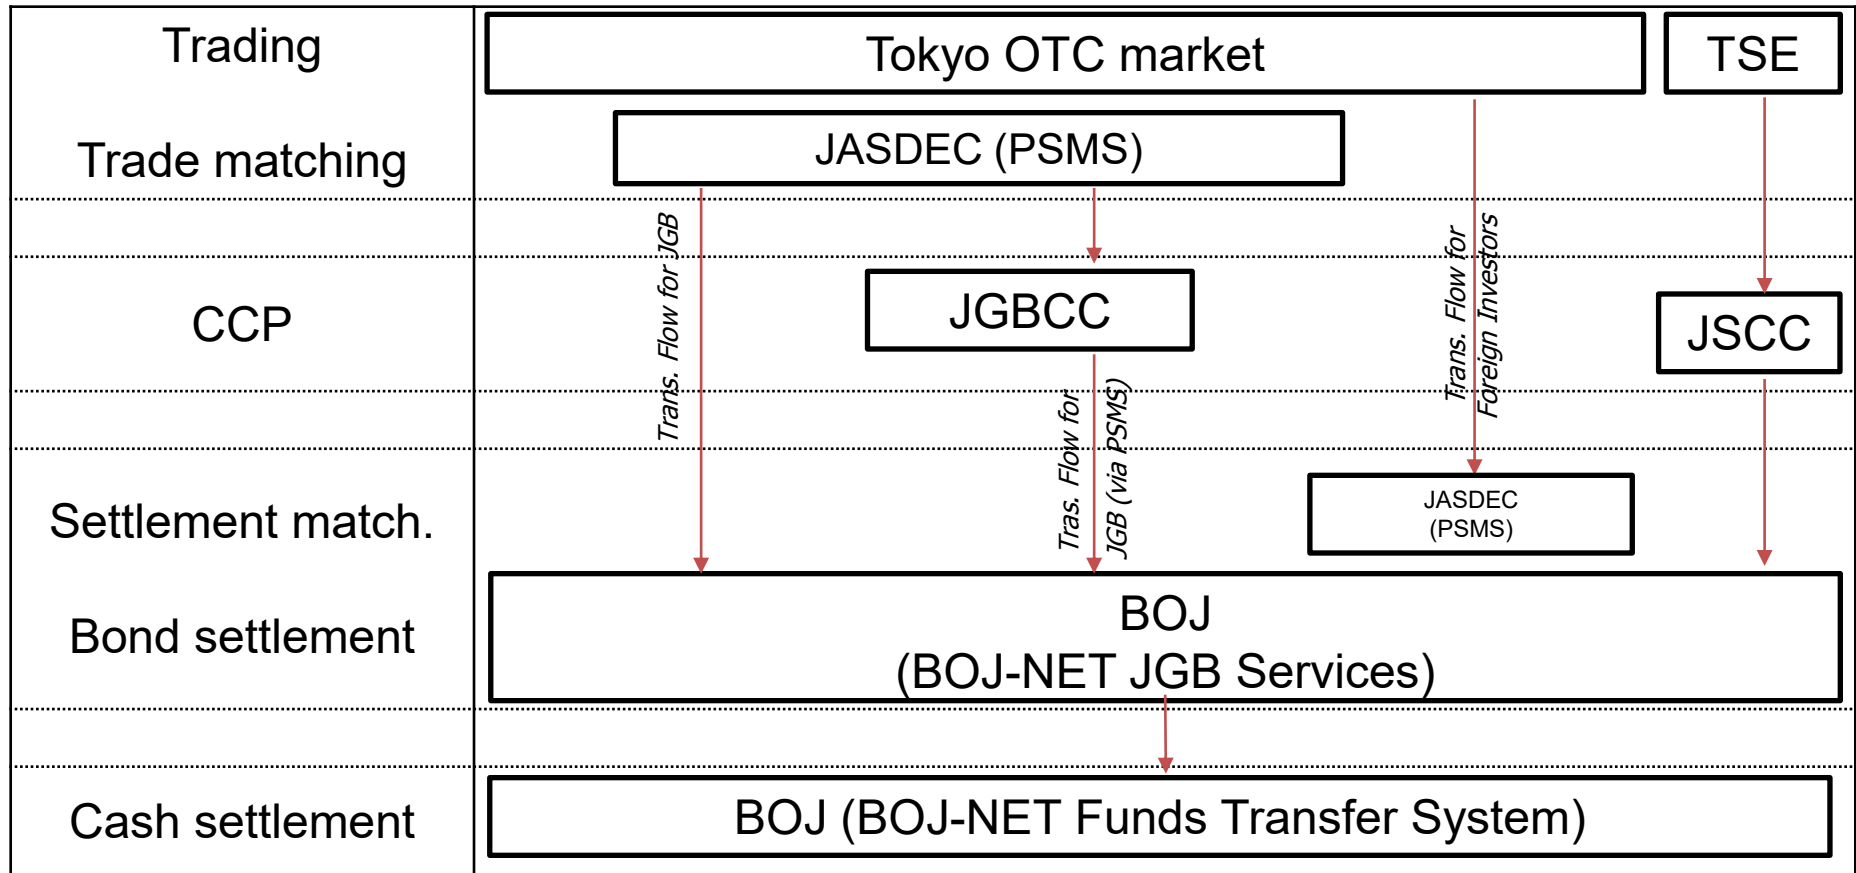 Trading
Tokyo OTC market
TSE
Trade matching
JASDEC (PSMS)
Trans. Flow for JGB
Trans. Flow for
Foreign Investors
CCP
JGBCC
JSCC
Tras. Flow for
JGB (via PSMS)
Settlement match.
JASDEC
(PSMS)
Bond settlement
BOJ
(BOJ-NET JGB Services)
Cash settlement
BOJ (BOJ-NET Funds Transfer System)